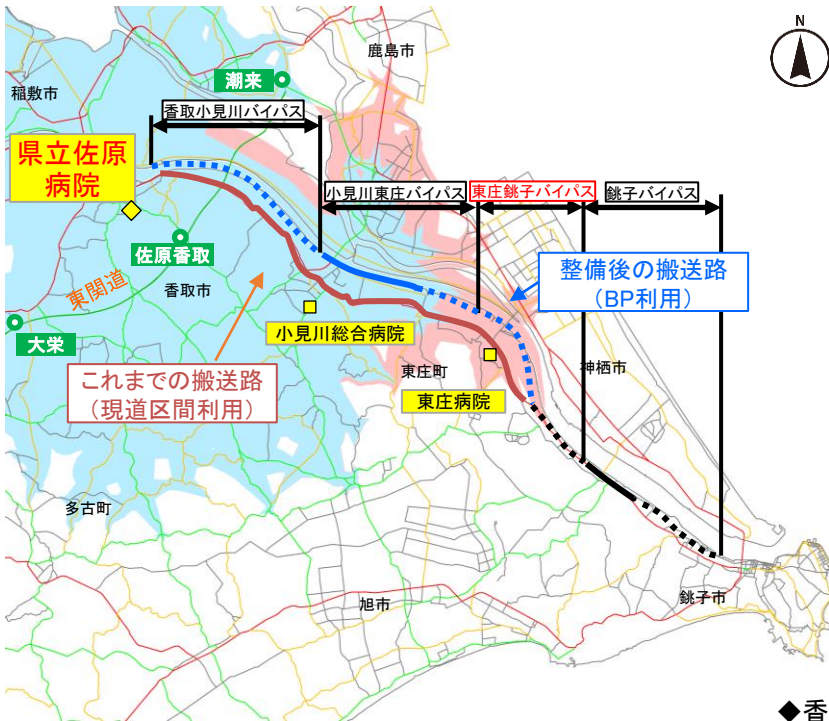 N
鹿島市
潮来
稲敷市
香取小見川バイパス
県立佐原
病院
小見川東庄バイパス
東庄銚子バイパス
銚子バイパス
佐原香取
整備後の搬送路
(BP利用)
東関道
香取市
大栄
小見川総合病院
これまでの搬送路
(現道区間利用)
東庄町
神栖市
東庄病院
多古町
旭市
銚子市
◆香